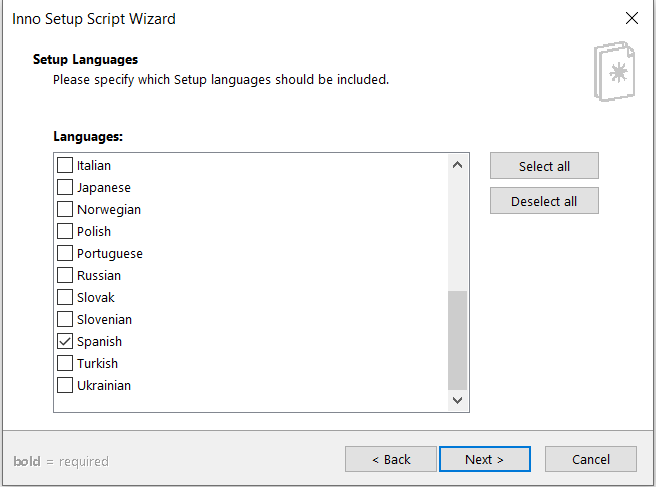 Inno Setup Script Wizard
Setup Languages
Please specify which Setup languages should be included.
Languages:
Italian
Japanese
Norwegian
Polish
Portuguese
Russian
Slovak
Slovenian
Spanish
Turkish
Ukrainian
Select all
Deselect all
bold = required
< Back
Next >
Cancel